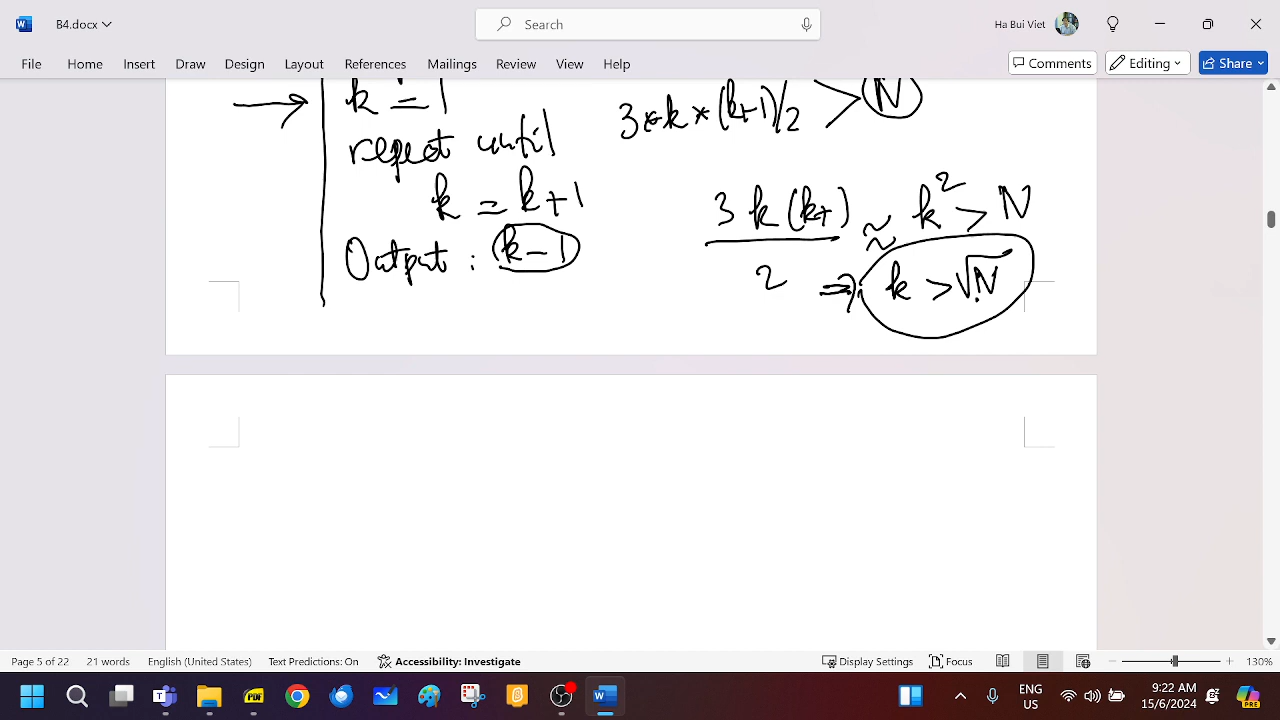 B4.docx
Search
Ha Bui Viet
File Home Insert Draw Design Layout References Mailings Review View Help
Comments Editing Share
k = 1
repeat until 3*k*(k+1)/2 > N
k = k+1
Output : k-1
3k(k+)/2 ≈ k² > N
⇒ k > √N
Page 5 of 22 21 words English (United States) Text Predictions: On Accessibility: Investigate Display Settings Focus 130%
ENG
US
9:22 AM
15/6/2024
PRE